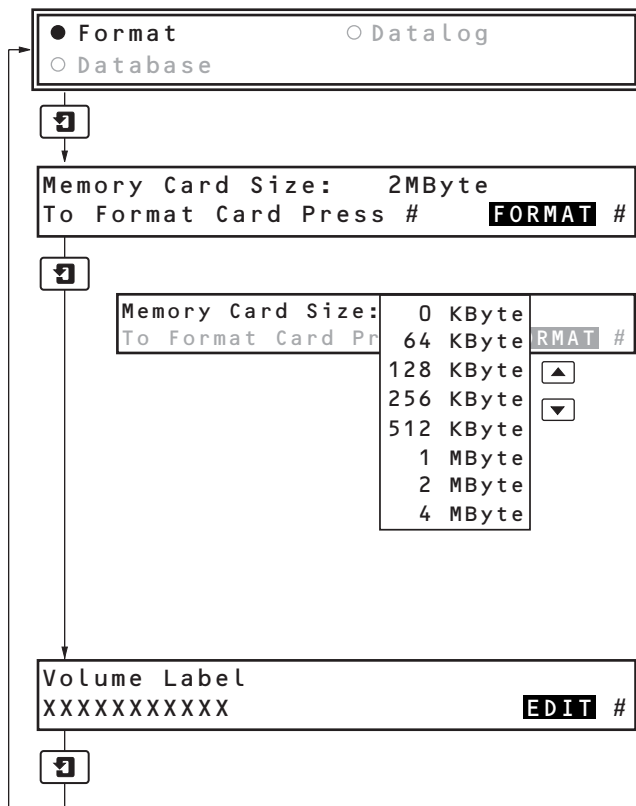 ● Format ○ Datalog
○ Database
Memory Card Size: 2MByte
To Format Card Press # FORMAT #
Memory Card Size:
To Format Card Pr RMAT #
0 KByte
64 KByte
128 KByte
256 KByte
512 KByte
1 MByte
2 MByte
4 MByte
Volume Label
XXXXXXXXXXX EDIT #